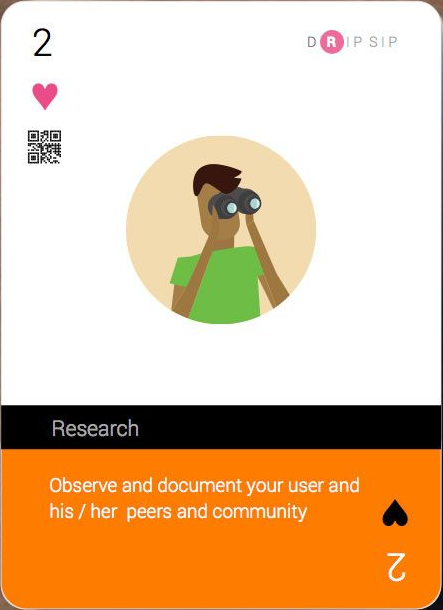 2
D R I P S I P
Research
Observe and document your user and
his / her peers and community
2